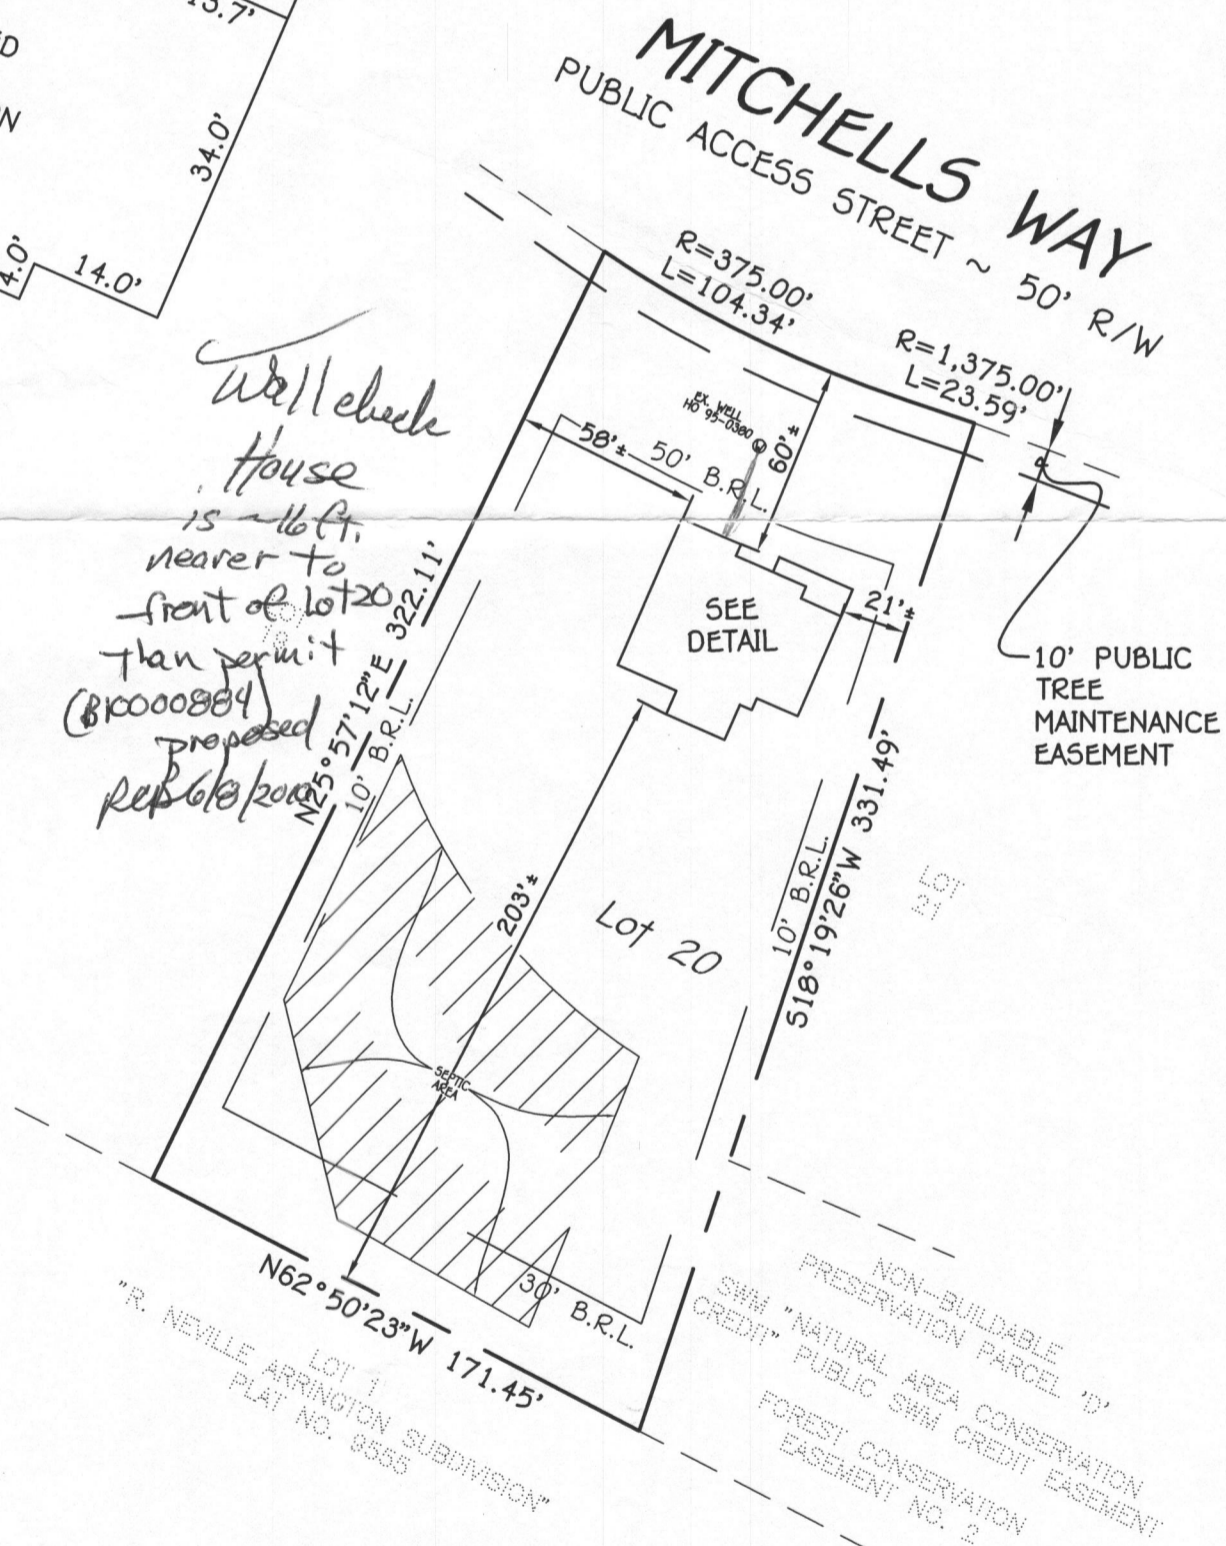 13.7'
34.0'
14.0'
4.0'
MITCHELLS WAY
PUBLIC ACCESS STREET ~ 50' R/W
R=375.00'
L=104.34'
R=1,375.00'
L=23.59'
EX. WELL
HO 95-0380
60'±
58'±
50' B.R.L.
21'±
SEE
DETAIL
10' PUBLIC
TREE
MAINTENANCE
EASEMENT
Wallcheck
House
is ~16 ft.
nearer to
front of Lot 20
than permit
(B10000884)
proposed
6/8/2010
N25°57'12"E 322.11'
10' B.R.L.
203'±
Lot 20
10' B.R.L.
S18°19'26"W 331.49'
LOT
21
SEPTIC
AREA
30' B.R.L.
N62°50'23"W 171.45'
LOT 1
"R. NEVILLE ARRINGTON SUBDIVISION"
PLAT NO. 9555
NON-BUILDABLE
PRESERVATION PARCEL 'D'
SWM "NATURAL AREA CONSERVATION
CREDIT" PUBLIC SWM CREDIT EASEMENT
FOREST CONSERVATION
EASEMENT NO. 2